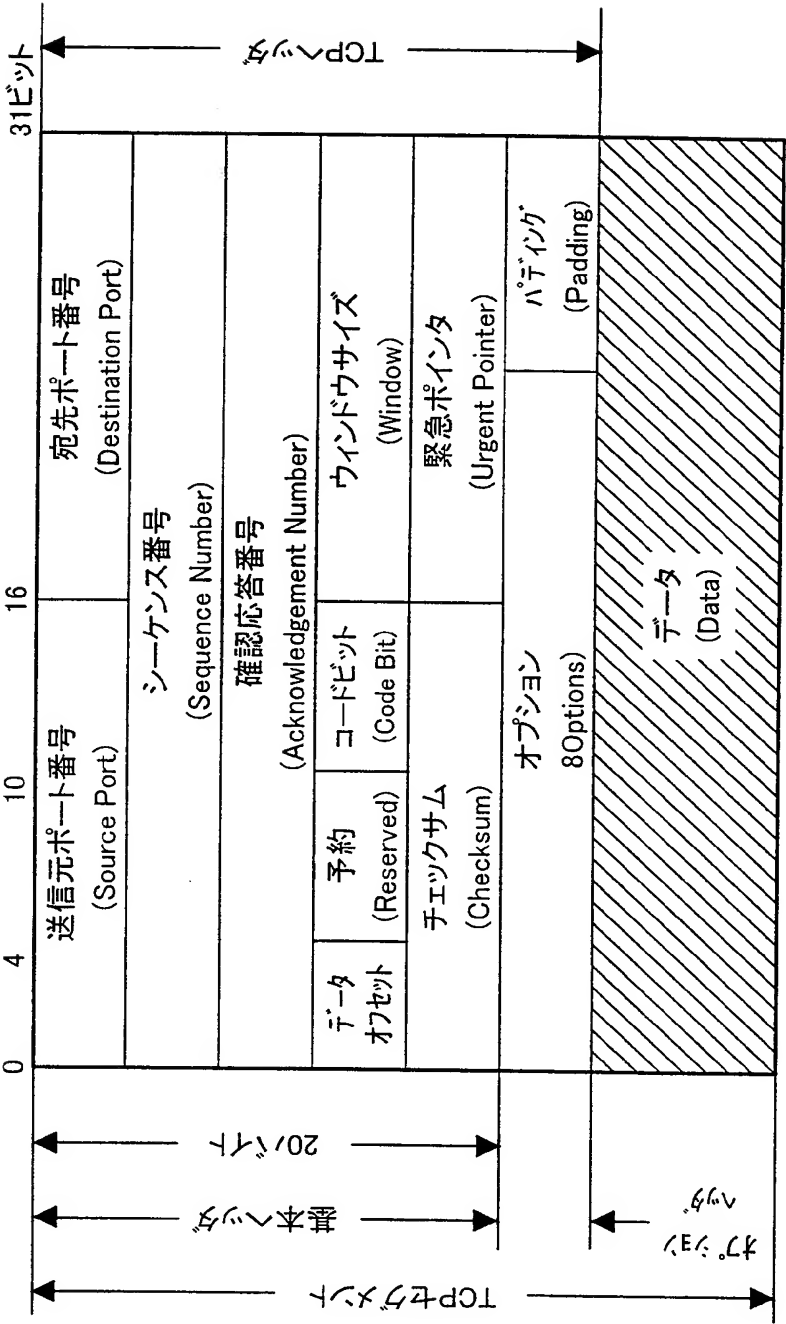 0
4
10
16
31ビット
送信元ポート番号
(Source Port)
宛先ポート番号
(Destination Port)
シーケンス番号
(Sequence Number)
確認応答番号
(Acknowledgement Number)
データ
オフセット
予約
(Reserved)
コードビット
(Code Bit)
ウィンドウサイズ
(Window)
チェックサム
(Checksum)
緊急ポインタ
(Urgent Pointer)
オプション
8Options)
パディング
(Padding)
データ
(Data)
TCPヘッダ
20バイト
基本ヘッダ
オプション
ヘッダ
TCPセグメント